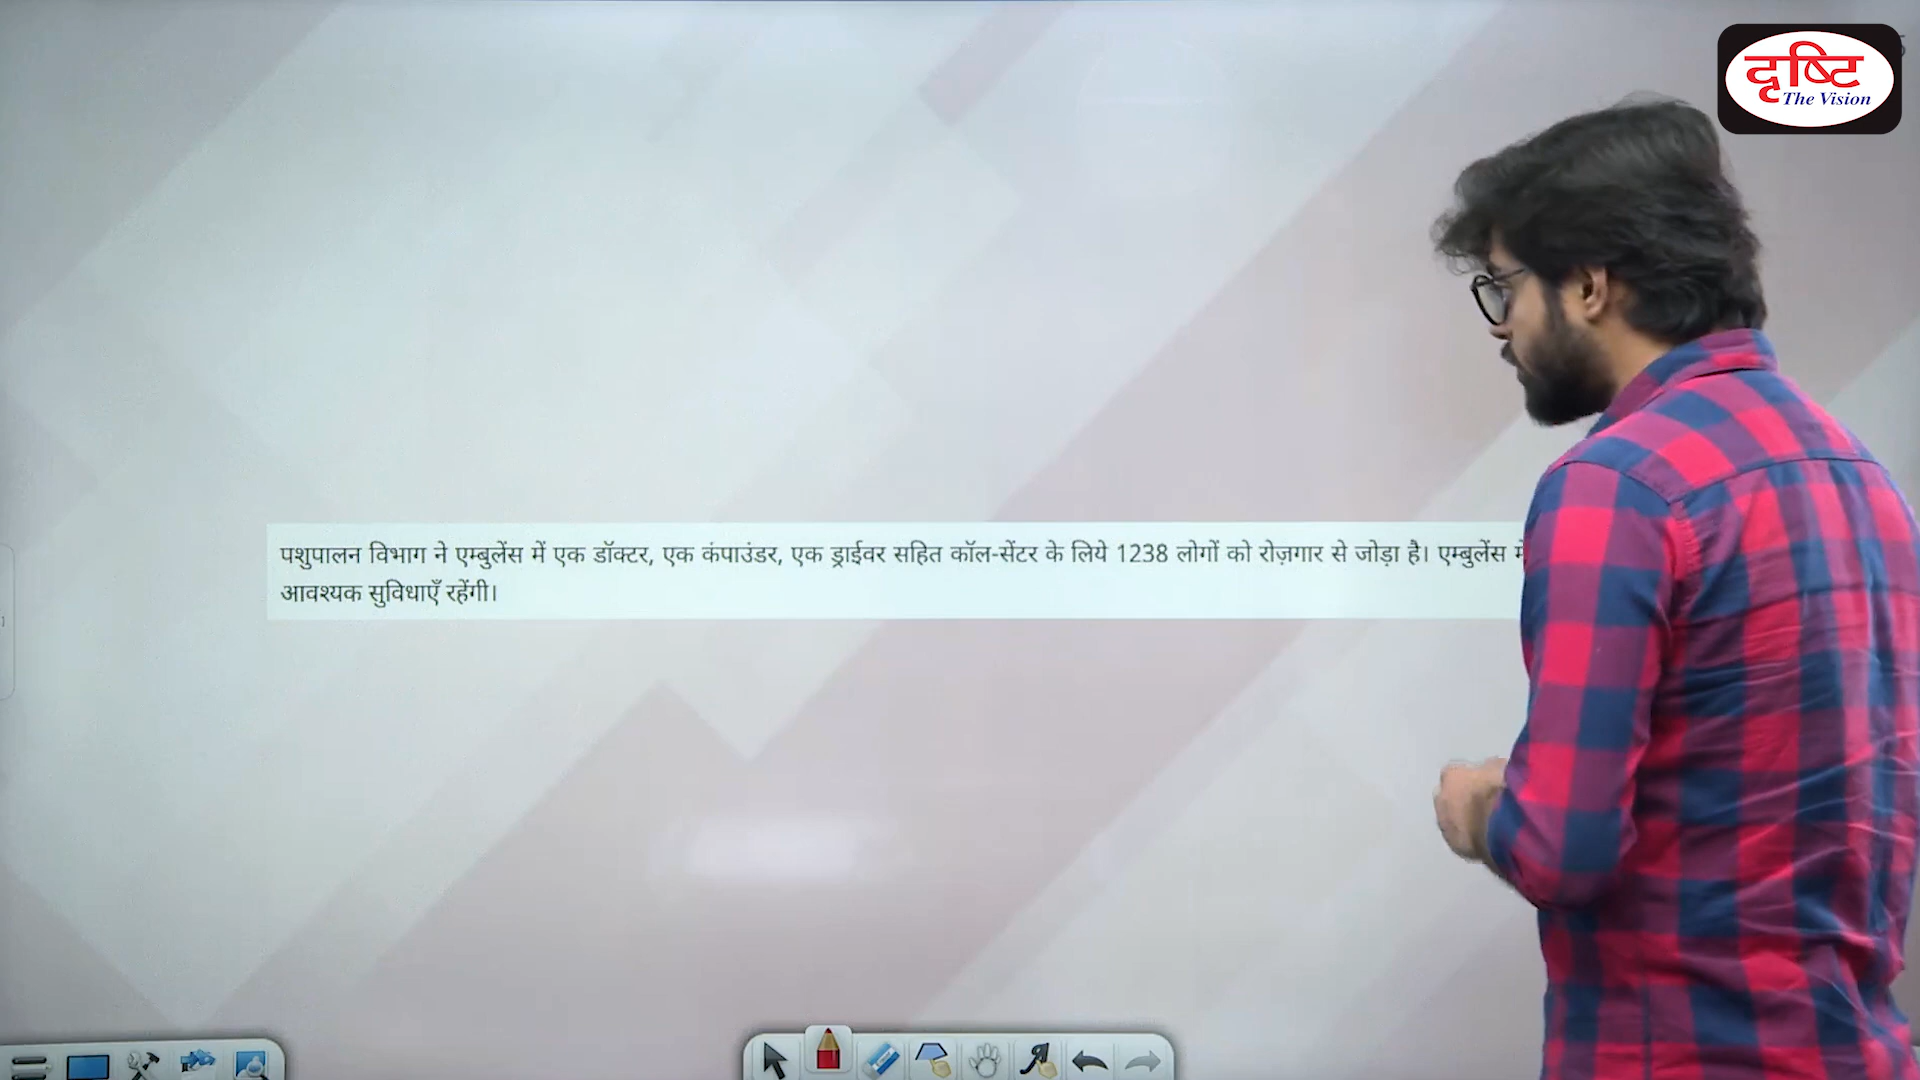 दृष्टि
The Vision
पशुपालन विभाग ने एम्बुलेंस में एक डॉक्टर, एक कंपाउंडर, एक ड्राईवर सहित कॉल-सेंटर के लिये 1238 लोगों को रोज़गार से जोड़ा है। एम्बुलेंस
आवश्यक सुविधाएँ रहेंगी।